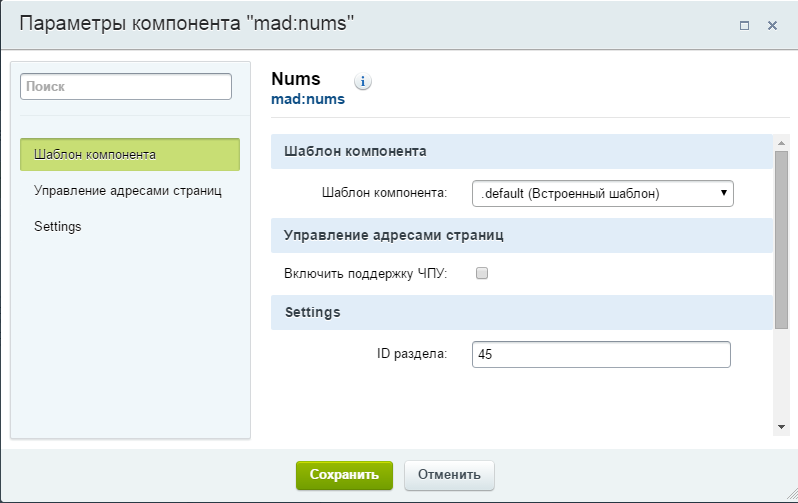 Параметры компонента "mad:nums"
Поиск
Шаблон компонента
Управление адресами страниц
Settings
Nums
mad:nums
Шаблон компонента
Шаблон компонента: .default (Встроенный шаблон)
Управление адресами страниц
Включить поддержку ЧПУ:
Settings
ID раздела: 45
Сохранить Отменить